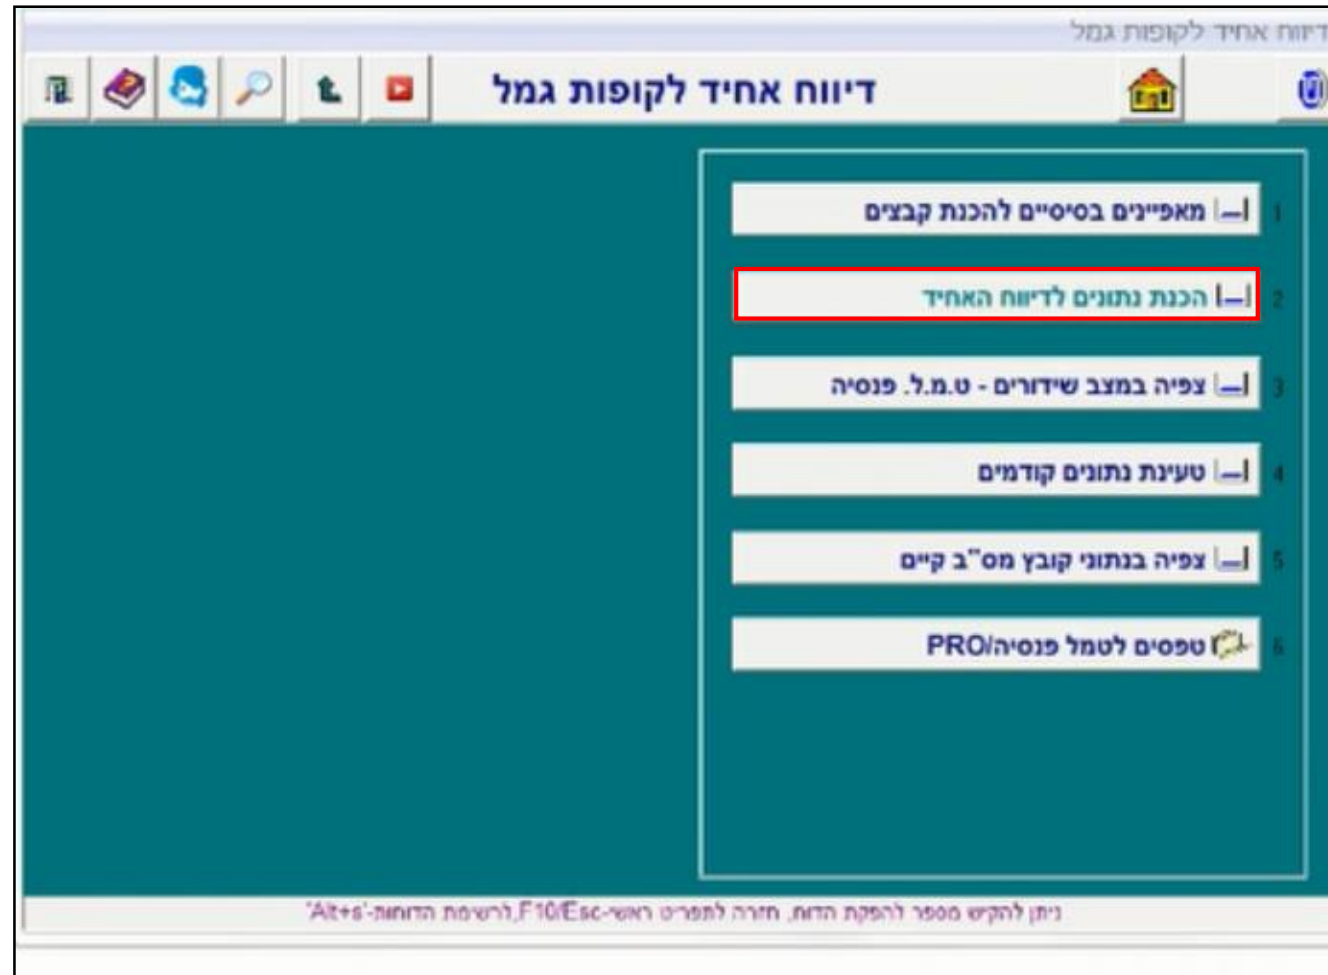 דיווח אחיד לקופות גמל
דיווח אחיד לקופות גמל
1 מאפיינים בסיסיים להכנת קבצים
2 הכנת נתונים לדיווח האחיד
3 צפיה במצב שידורים - ט.מ.ל. פנסיה
4 טעינת נתונים קודמים
5 צפיה בנתוני קובץ מס"ב קיים
6 טפסים לטמל פנסיה/PRO
ניתן להקיש מספר להפקת הדוח, חזרה לתפריט ראשי-F10/Esc,לרשימת הדוחות-'Alt+s'